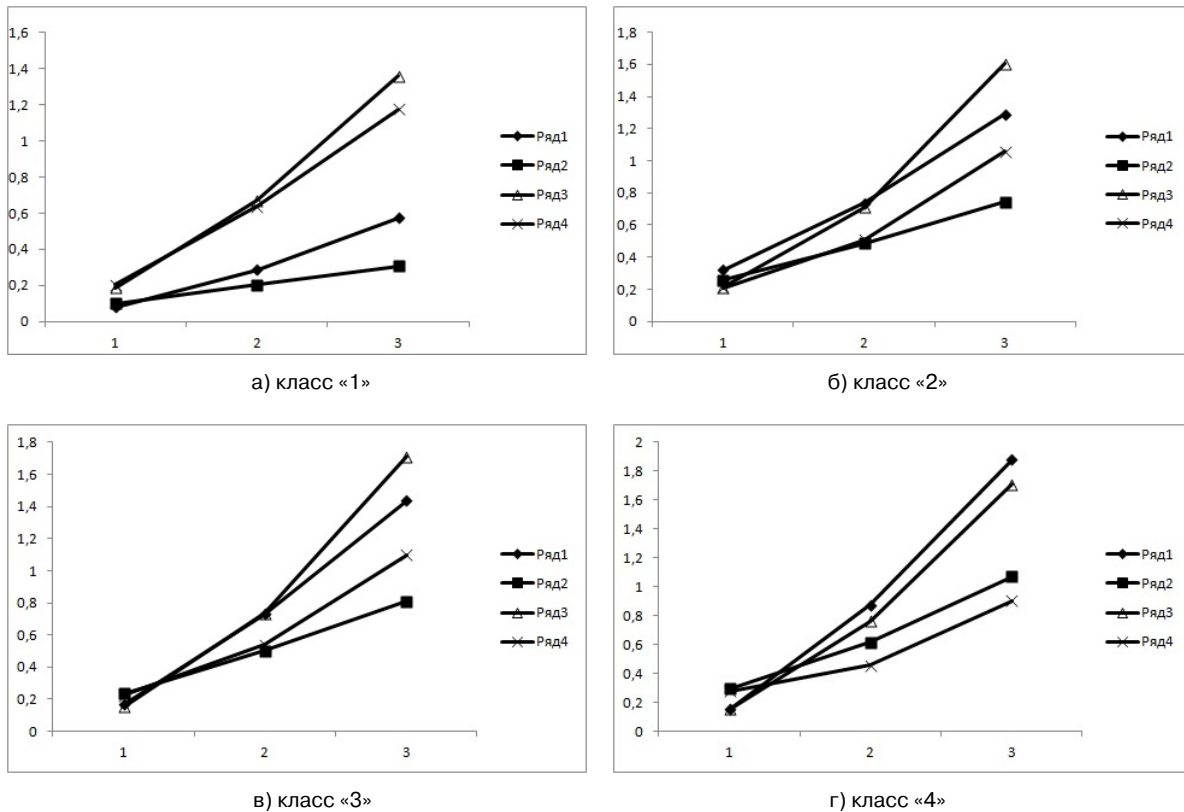 1,6
1,4
1,2
1
0,8
0,6
0,4
0,2
0
1 2 3
Ряд1
Ряд2
Ряд3
Ряд4
а) класс «1»
1,8
1,6
1,4
1,2
1
0,8
0,6
0,4
0,2
0
1 2 3
Ряд1
Ряд2
Ряд3
Ряд4
б) класс «2»
1,8
1,6
1,4
1,2
1
0,8
0,6
0,4
0,2
0
1 2 3
Ряд1
Ряд2
Ряд3
Ряд4
в) класс «3»
2
1,8
1,6
1,4
1,2
1
0,8
0,6
0,4
0,2
0
1 2 3
Ряд1
Ряд2
Ряд3
Ряд4
г) класс «4»